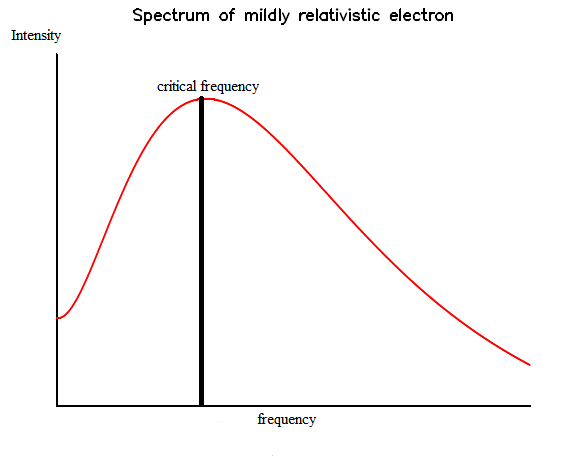 Spectrum of mildly relativistic electron
Intensity
critical frequency
frequency